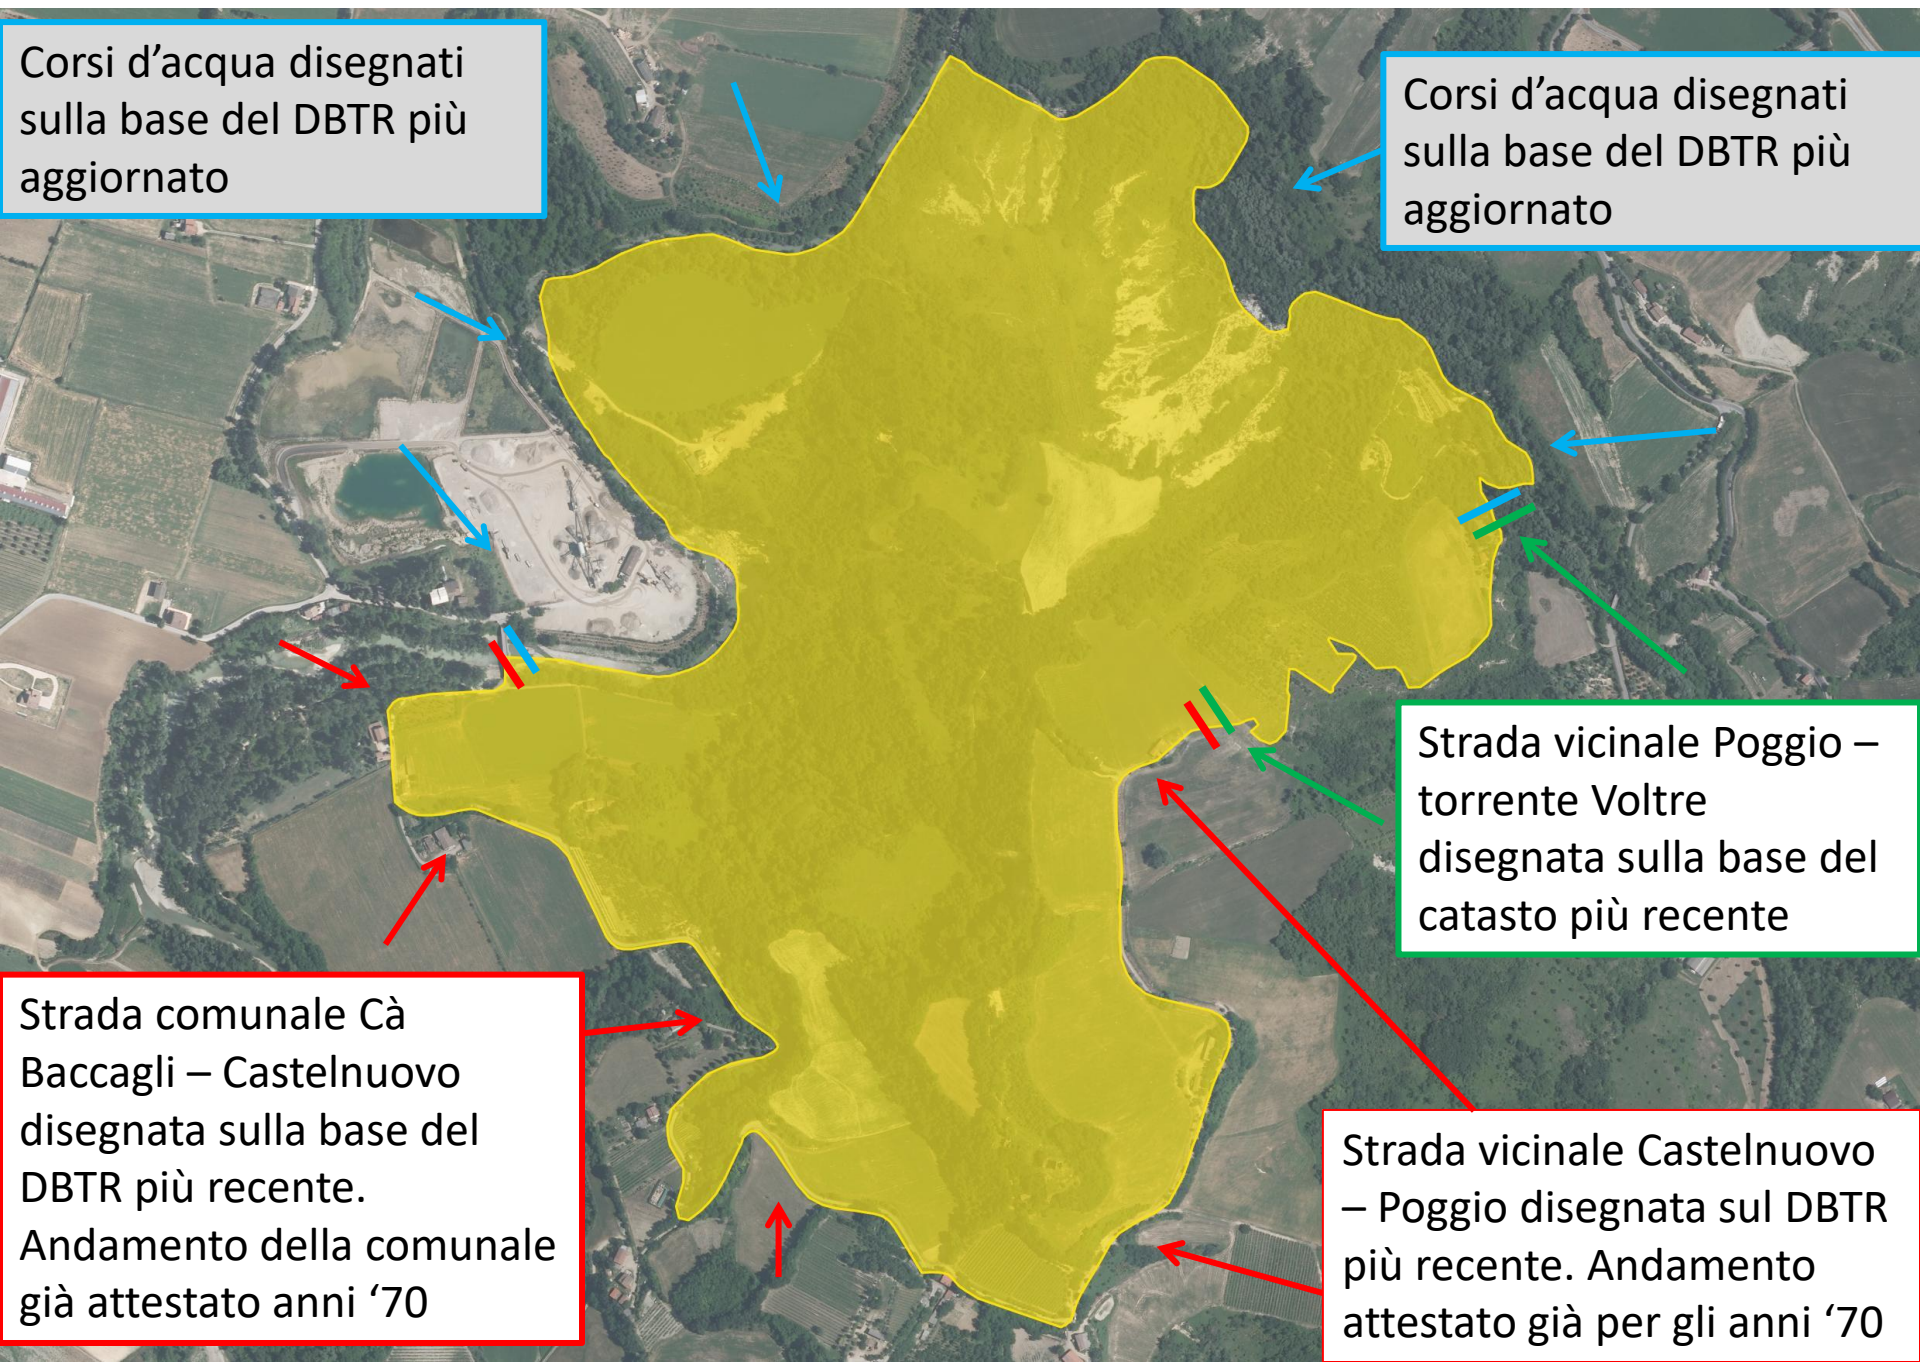 Corsi d’acqua disegnati
sulla base del DBTR più
aggiornato
Corsi d’acqua disegnati
sulla base del DBTR più
aggiornato
Strada vicinale Poggio –
torrente Voltre
disegnata sulla base del
catasto più recente
Strada comunale Cà
Baccagli – Castelnuovo
disegnata sulla base del
DBTR più recente.
Andamento della comunale
già attestato anni ‘70
Strada vicinale Castelnuovo
– Poggio disegnata sul DBTR
più recente. Andamento
attestato già per gli anni ‘70